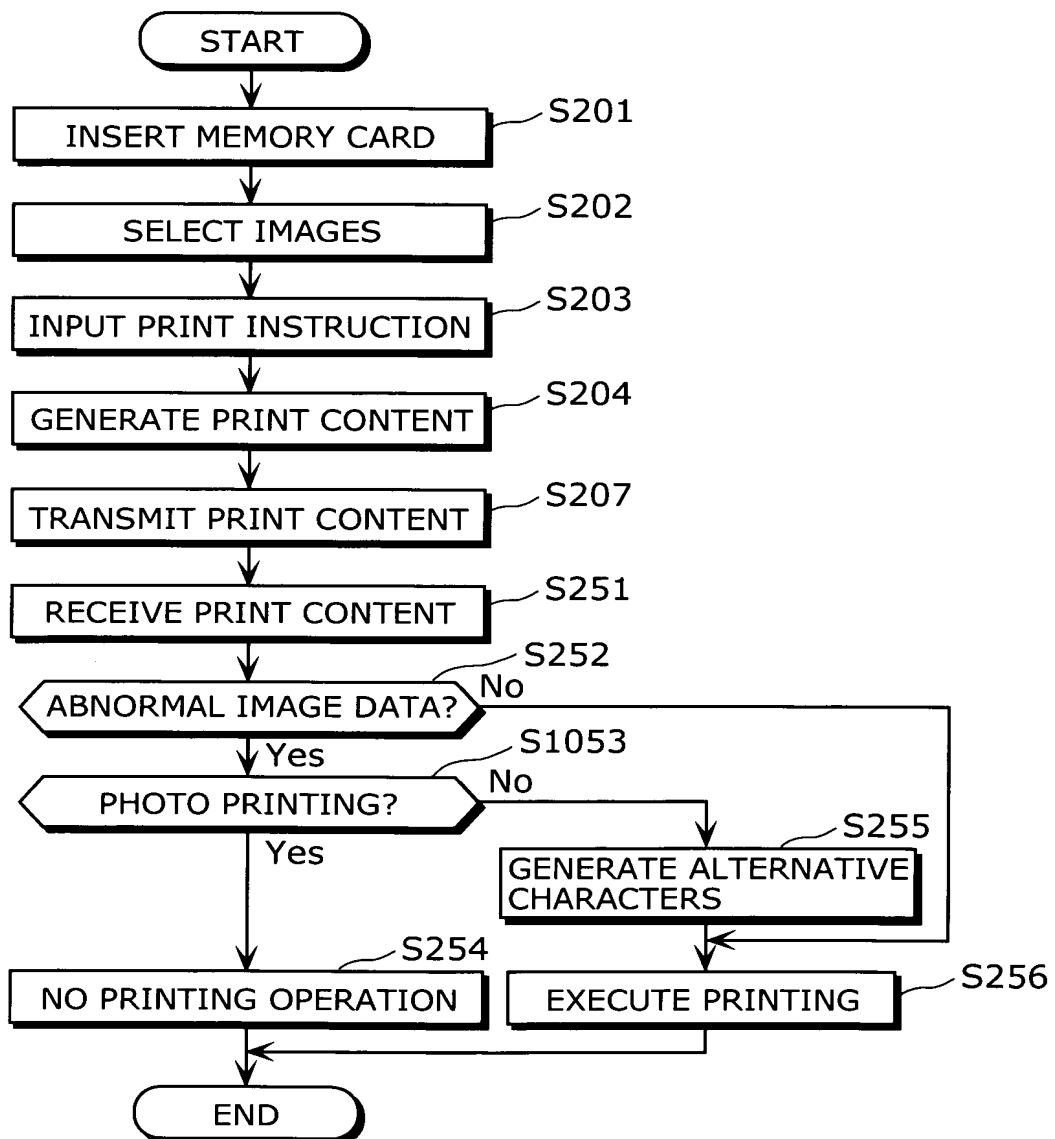 START
INSERT MEMORY CARD
S201
SELECT IMAGES
S202
INPUT PRINT INSTRUCTION
S203
GENERATE PRINT CONTENT
S204
TRANSMIT PRINT CONTENT
S207
RECEIVE PRINT CONTENT
S251
ABNORMAL IMAGE DATA?
S252
No
Yes
PHOTO PRINTING?
S1053
No
Yes
GENERATE ALTERNATIVE
CHARACTERS
S255
NO PRINTING OPERATION
S254
EXECUTE PRINTING
S256
END